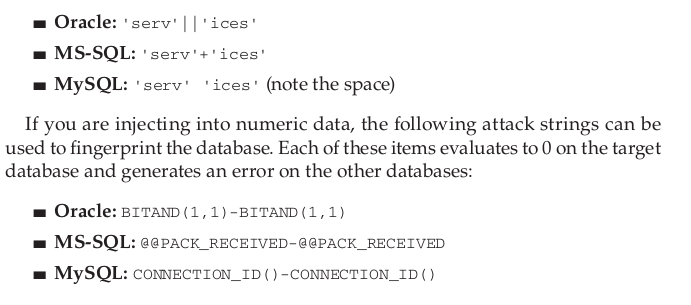 ■ Oracle: 'serv'||'ices'
■ MS-SQL: 'serv'+'ices'
■ MySQL: 'serv' 'ices' (note the space)
If you are injecting into numeric data, the following attack strings can be
used to fingerprint the database. Each of these items evaluates to 0 on the target
database and generates an error on the other databases:
■ Oracle: BITAND(1,1)-BITAND(1,1)
■ MS-SQL: @@PACK_RECEIVED-@@PACK_RECEIVED
■ MySQL: CONNECTION_ID()-CONNECTION_ID()